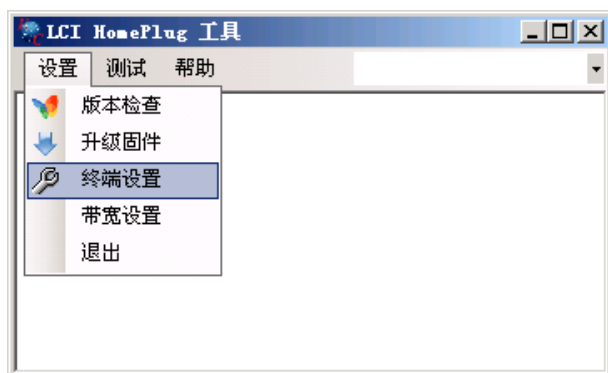 LCI HomePlug 工具
设置 测试 帮助
版本检查
升级固件
终端设置
带宽设置
退出